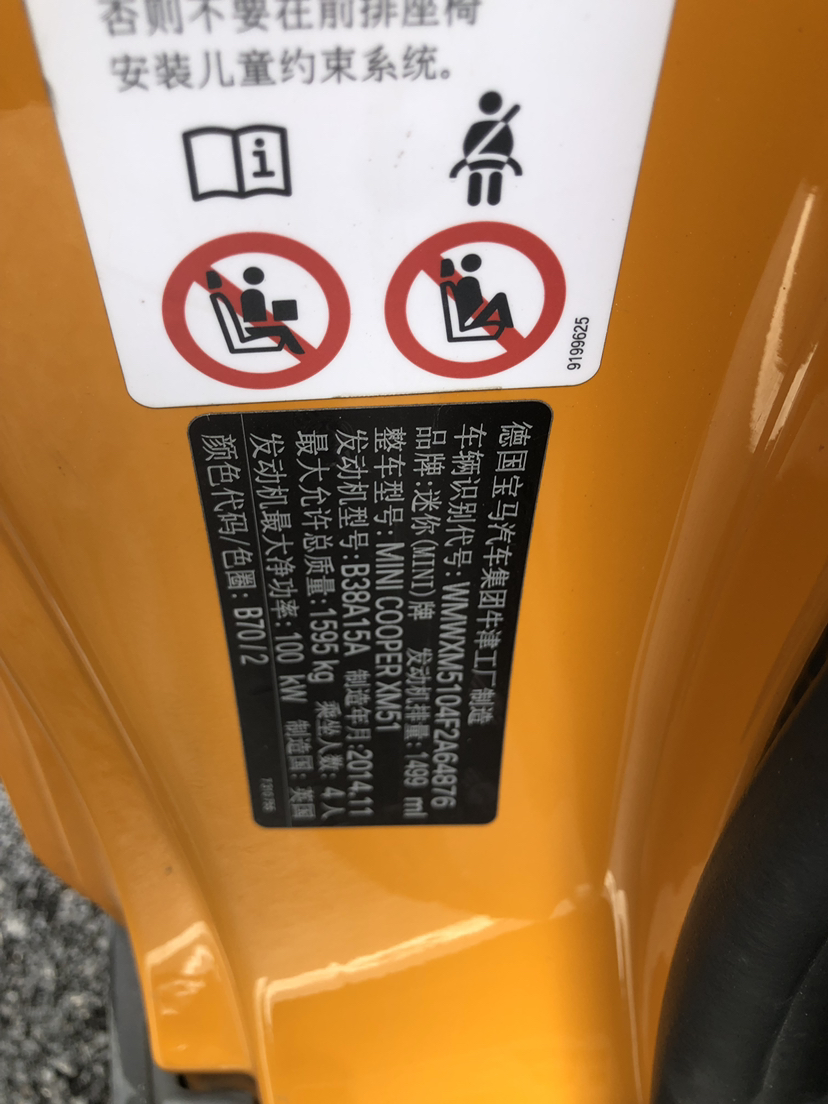 否则不要在前排座椅
安装儿童约束系统。
i
9199625
德国宝马汽车集团牛津工厂制造
车辆识别代号: WMWXM5104F2A64876
品牌:迷你(MINI)牌 发动机排量: 1499 ml
整车型号: MINI COOPER XM51
发动机型号: B38A15A 制造年月:2014.11
最大允许总质量: 1595 kg 乘坐人数: 4人
发动机最大净功率: 100 kW 制造国: 英国
颜色代码/色圈: B70/2